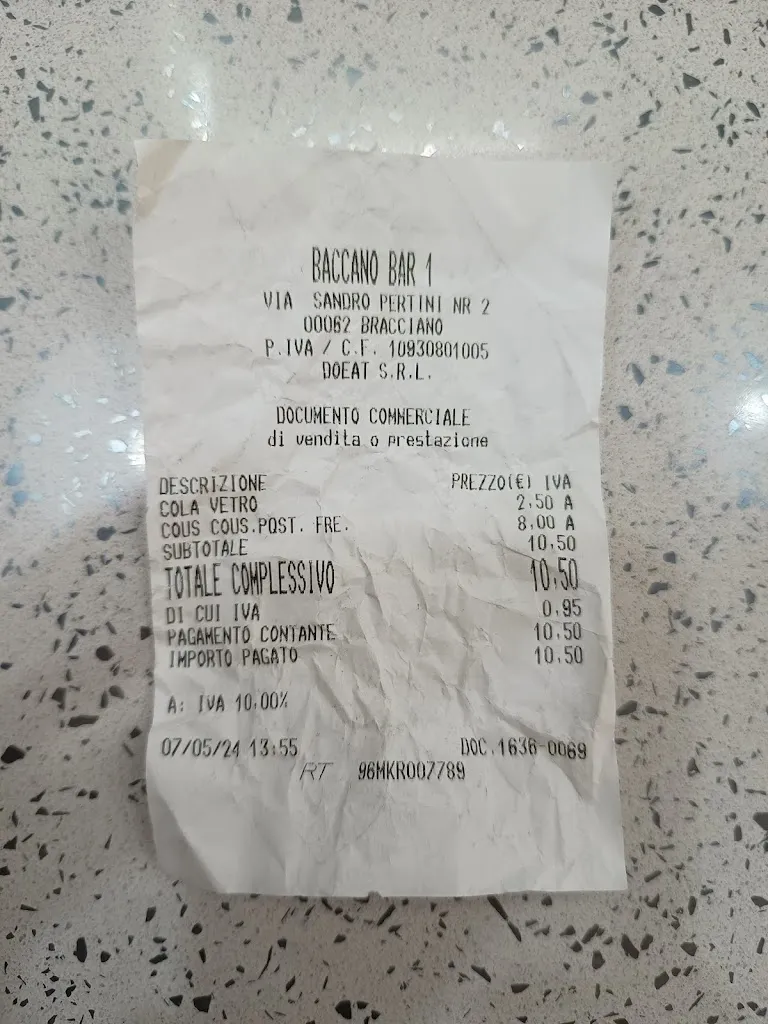 BACCANO BAR 1
VIA SANDRO PERTINI NR 2
00062 BRACCIANO
P.IVA / C.F. 10930801005
DOEAT S.R.L.
DOCUMENTO COMMERCIALE
di vendita o prestazione
DESCRIZIONE PREZZO(€) IVA
COLA VETRO 2,50 A
COUS COUS.POST. FRE. 8,00 A
SUBTOTALE 10,50
TOTALE COMPLESSIVO 10,50
DI CUI IVA 0,95
PAGAMENTO CONTANTE 10,50
IMPORTO PAGATO 10,50
A: IVA 10,00%
07/05/24 13:55 DOC.1636-0069
RT 96MKR007789